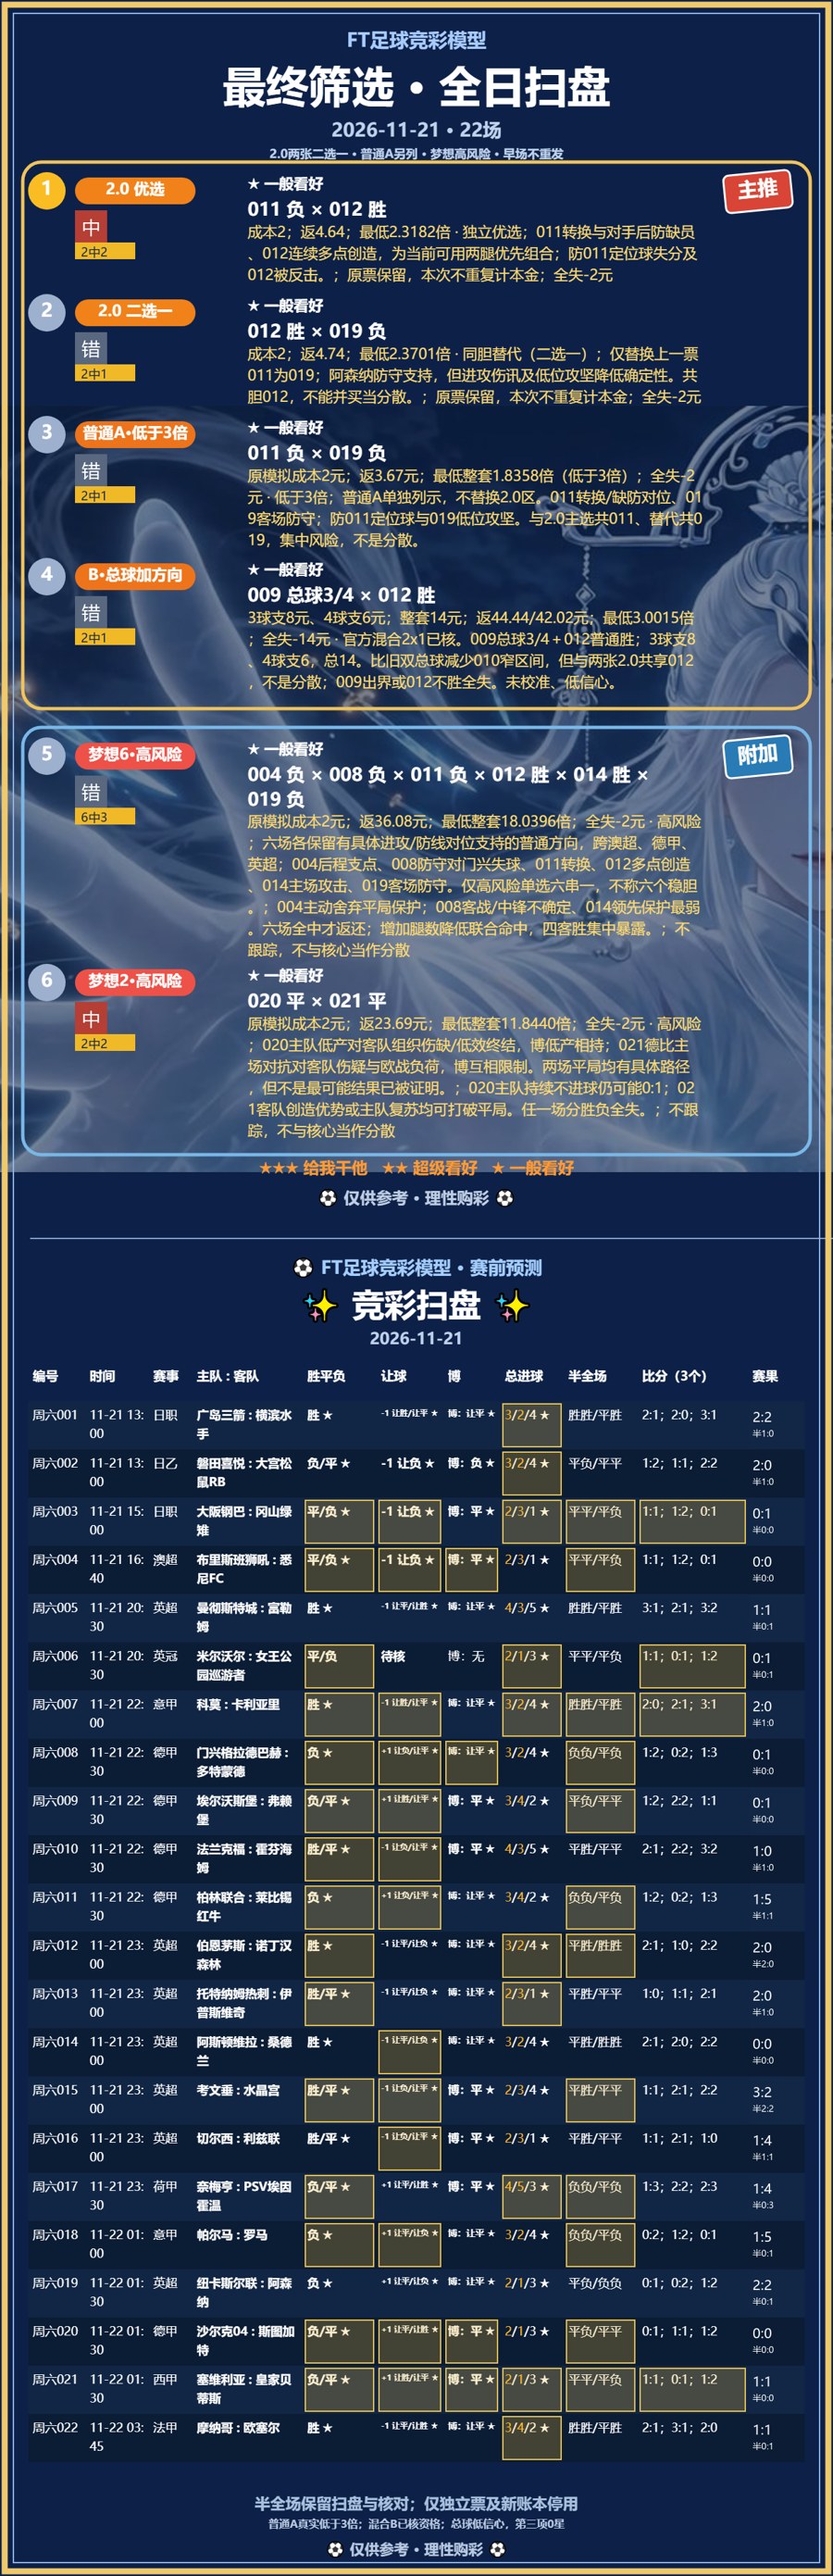 FT足球竞彩模型
最终筛选 • 全日扫盘
2026-11-21 • 22场
2.0两张二选一 • 普通A另列 • 梦想高风险 • 早场不重发
1
2.0 优选
中
2中2
主推
★ 一般看好
011 负 × 012 胜
成本2；返4.64；最低2.3182倍 · 独立优选；011转换与对手后防缺员
、012连续多点创造，为当前可用两腿优先组合；防011定位球失分及
012被反击。；原票保留，本次不重复计本金；全失-2元
2
2.0 二选一
错
2中1
★ 一般看好
012 胜 × 019 负
成本2；返4.74；最低2.3701倍 · 同胆替代（二选一）；仅替换上一票
011为019；阿森纳防守支持，但进攻伤讯及低位攻坚降低确定性。共
胆012，不能并买当分散。；原票保留，本次不重复计本金；全失-2元
3
普通A•低于3倍
错
2中1
★ 一般看好
011 负 × 019 负
原模拟成本2元；返3.67元；最低整套1.8358倍（低于3倍）；全失-2
元 · 低于3倍；普通A单独列示，不替换2.0区。011转换/缺防对位、01
9客场防守；防011定位球与019低位攻坚。与2.0主选共011、替代共0
19，集中风险，不是分散。
4
B•总球加方向
错
2中1
★ 一般看好
009 总球3/4 × 012 胜
3球支8元、4球支6元；整套14元；返44.44/42.02元；最低3.0015倍
；全失-14元 · 官方混合2x1已核。009总球3/4＋012普通胜；3球支8
、4球支6，总14。比旧双总球减少010窄区间，但与两张2.0共享012
，不是分散；009出界或012不胜全失。未校准、低信心。
5
梦想6•高风险
错
6中3
附加
★ 一般看好
004 负 × 008 负 × 011 负 × 012 胜 × 014 胜 ×
019 负
原模拟成本2元；返36.08元；最低整套18.0396倍；全失-2元 · 高风险
；六场各保留有具体进攻/防线对位支持的普通方向，跨澳超、德甲、
英超；004后程支点、008防守对门兴失球、011转换、012多点创造
、014主场攻击、019客场防守。仅高风险单选六串一，不称六个稳胆
。；004主动舍弃平局保护；008客战/中锋不确定、014领先保护最弱
。六场全中才返还；增加腿数降低联合命中，四客胜集中暴露。；不
跟踪，不与核心当作分散
6
梦想2•高风险
中
2中2
★ 一般看好
020 平 × 021 平
原模拟成本2元；返23.69元；最低整套11.8440倍；全失-2元 · 高风险
；020主队低产对客队组织伤缺/低效终结，博低产相持；021德比主
场对抗对客队伤疑与欧战负荷，博互相限制。两场平局均有具体路径
，但不是最可能结果已被证明。；020主队持续不进球仍可能0:1；02
1客队创造优势或主队复苏均可打破平局。任一场分胜负全失。；不跟
踪，不与核心当作分散
★★★ 给我干他 ★★ 超级看好 ★ 一般看好
⚽ 仅供参考 • 理性购彩 ⚽
⚽ FT足球竞彩模型 • 赛前预测
✨ 竞彩扫盘 ✨
2026-11-21
编号 时间 赛事 主队 : 客队 胜平负 让球 博 总进球 半全场 比分（3个） 赛果
周六001 11-21 13:00 日职 广岛三箭 : 横滨水手 胜 ★ -1 让胜/让平 ★ 博：让平 ★ 3/2/4 ★ 胜胜/平胜 2:1；2:0；3:1 2:2 半1:0
周六002 11-21 13:00 日乙 磐田喜悦 : 大宫松鼠RB 负/平 ★ -1 让负 ★ 博：负 ★ 3/2/4 ★ 平负/平平 1:2；1:1；2:2 2:0 半1:0
周六003 11-21 15:00 日职 大阪钢巴 : 冈山绿雉 平/负 ★ -1 让负 ★ 博：平 ★ 2/3/1 ★ 平平/平负 1:1；1:2；0:1 0:1 半0:0
周六004 11-21 16:40 澳超 布里斯班狮吼 : 悉尼FC 平/负 ★ -1 让负 ★ 博：平 ★ 2/3/1 ★ 平平/平负 1:1；1:2；0:1 0:0 半0:0
周六005 11-21 20:30 英超 曼彻斯特城 : 富勒姆 胜 ★ -1 让平/让胜 ★ 博：让平 ★ 4/3/5 ★ 胜胜/平胜 3:1；2:1；3:2 1:1 半0:1
周六006 11-21 20:30 英冠 米尔沃尔 : 女王公园巡游者 平/负 待核 博：无 2/1/3 ★ 平平/平负 1:1；0:1；1:2 0:1 半0:1
周六007 11-21 22:00 意甲 科莫 : 卡利亚里 胜 ★ -1 让胜/让平 ★ 博：让平 ★ 3/2/4 ★ 胜胜/平胜 2:0；2:1；3:1 2:0 半1:0
周六008 11-21 22:30 德甲 门兴格拉德巴赫 : 多特蒙德 负 ★ +1 让负/让平 ★ 博：让平 ★ 3/2/4 ★ 负负/平负 1:2；0:2；1:3 0:1 半0:0
周六009 11-21 22:30 德甲 埃尔沃斯堡 : 弗赖堡 负/平 ★ +1 让胜/让平 ★ 博：平 ★ 3/4/2 ★ 平负/平平 1:2；2:2；1:1 0:1 半0:0
周六010 11-21 22:30 德甲 法兰克福 : 霍芬海姆 胜/平 ★ -1 让负/让平 ★ 博：平 ★ 4/3/5 ★ 平胜/平平 2:1；2:2；3:2 1:0 半1:0
周六011 11-21 22:30 德甲 柏林联合 : 莱比锡红牛 负 ★ +1 让负/让平 ★ 博：让平 ★ 3/4/2 ★ 负负/平负 1:2；0:2；1:3 1:5 半1:1
周六012 11-21 23:00 英超 伯恩茅斯 : 诺丁汉森林 胜 ★ -1 让平/让负 ★ 博：让平 ★ 3/2/4 ★ 平胜/胜胜 2:1；1:0；2:2 2:0 半2:0
周六013 11-21 23:00 英超 托特纳姆热刺 : 伊普斯维奇 胜/平 ★ -1 让平/让负 ★ 博：让平 ★ 2/3/1 ★ 平胜/平平 1:0；1:1；2:1 2:0 半1:0
周六014 11-21 23:00 英超 阿斯顿维拉 : 桑德兰 胜 ★ -1 让平/让负 ★ 博：让平 ★ 3/2/4 ★ 平胜/胜胜 2:1；2:0；2:2 0:0 半0:0
周六015 11-21 23:00 英超 考文垂 : 水晶宫 胜/平 ★ -1 让负/让平 ★ 博：平 ★ 2/3/4 ★ 平胜/平平 1:1；2:1；2:2 3:2 半2:2
周六016 11-21 23:00 英超 切尔西 : 利兹联 胜/平 ★ -1 让负/让平 ★ 博：平 ★ 2/3/1 ★ 平胜/平平 1:1；2:1；1:0 1:4 半1:1
周六017 11-21 23:30 荷甲 奈梅亨 : PSV埃因霍温 负/平 ★ +1 让平/让胜 ★ 博：平 ★ 4/5/3 ★ 负负/平负 1:3；2:2；2:3 1:4 半0:3
周六018 11-22 01:00 意甲 帕尔马 : 罗马 负 ★ +1 让平/让负 ★ 博：让平 ★ 3/2/4 ★ 负负/平负 0:2；1:2；0:1 1:5 半0:1
周六019 11-22 01:30 英超 纽卡斯尔联 : 阿森纳 负 ★ +1 让平/让负 ★ 博：让平 ★ 2/1/3 ★ 平负/负负 0:1；0:2；1:2 2:2 半0:1
周六020 11-22 01:30 德甲 沙尔克04 : 斯图加特 负/平 ★ +1 让平/让胜 ★ 博：平 ★ 2/1/3 ★ 平负/平平 0:1；1:1；1:2 0:0 半0:0
周六021 11-22 01:30 西甲 塞维利亚 : 皇家贝蒂斯 负/平 ★ +1 让胜/让平 ★ 博：平 ★ 2/1/3 ★ 平平/平负 1:1；0:1；1:2 1:1 半0:0
周六022 11-22 03:45 法甲 摩纳哥 : 欧塞尔 胜 ★ -1 让平/让胜 ★ 博：让平 ★ 3/4/2 ★ 胜胜/平胜 2:1；3:1；2:0 1:1 半0:1
半全场保留扫盘与核对；仅独立票及新账本停用
普通A真实低于3倍；混合B已核资格；总球低信心，第三项0星
⚽ 仅供参考 • 理性购彩 ⚽